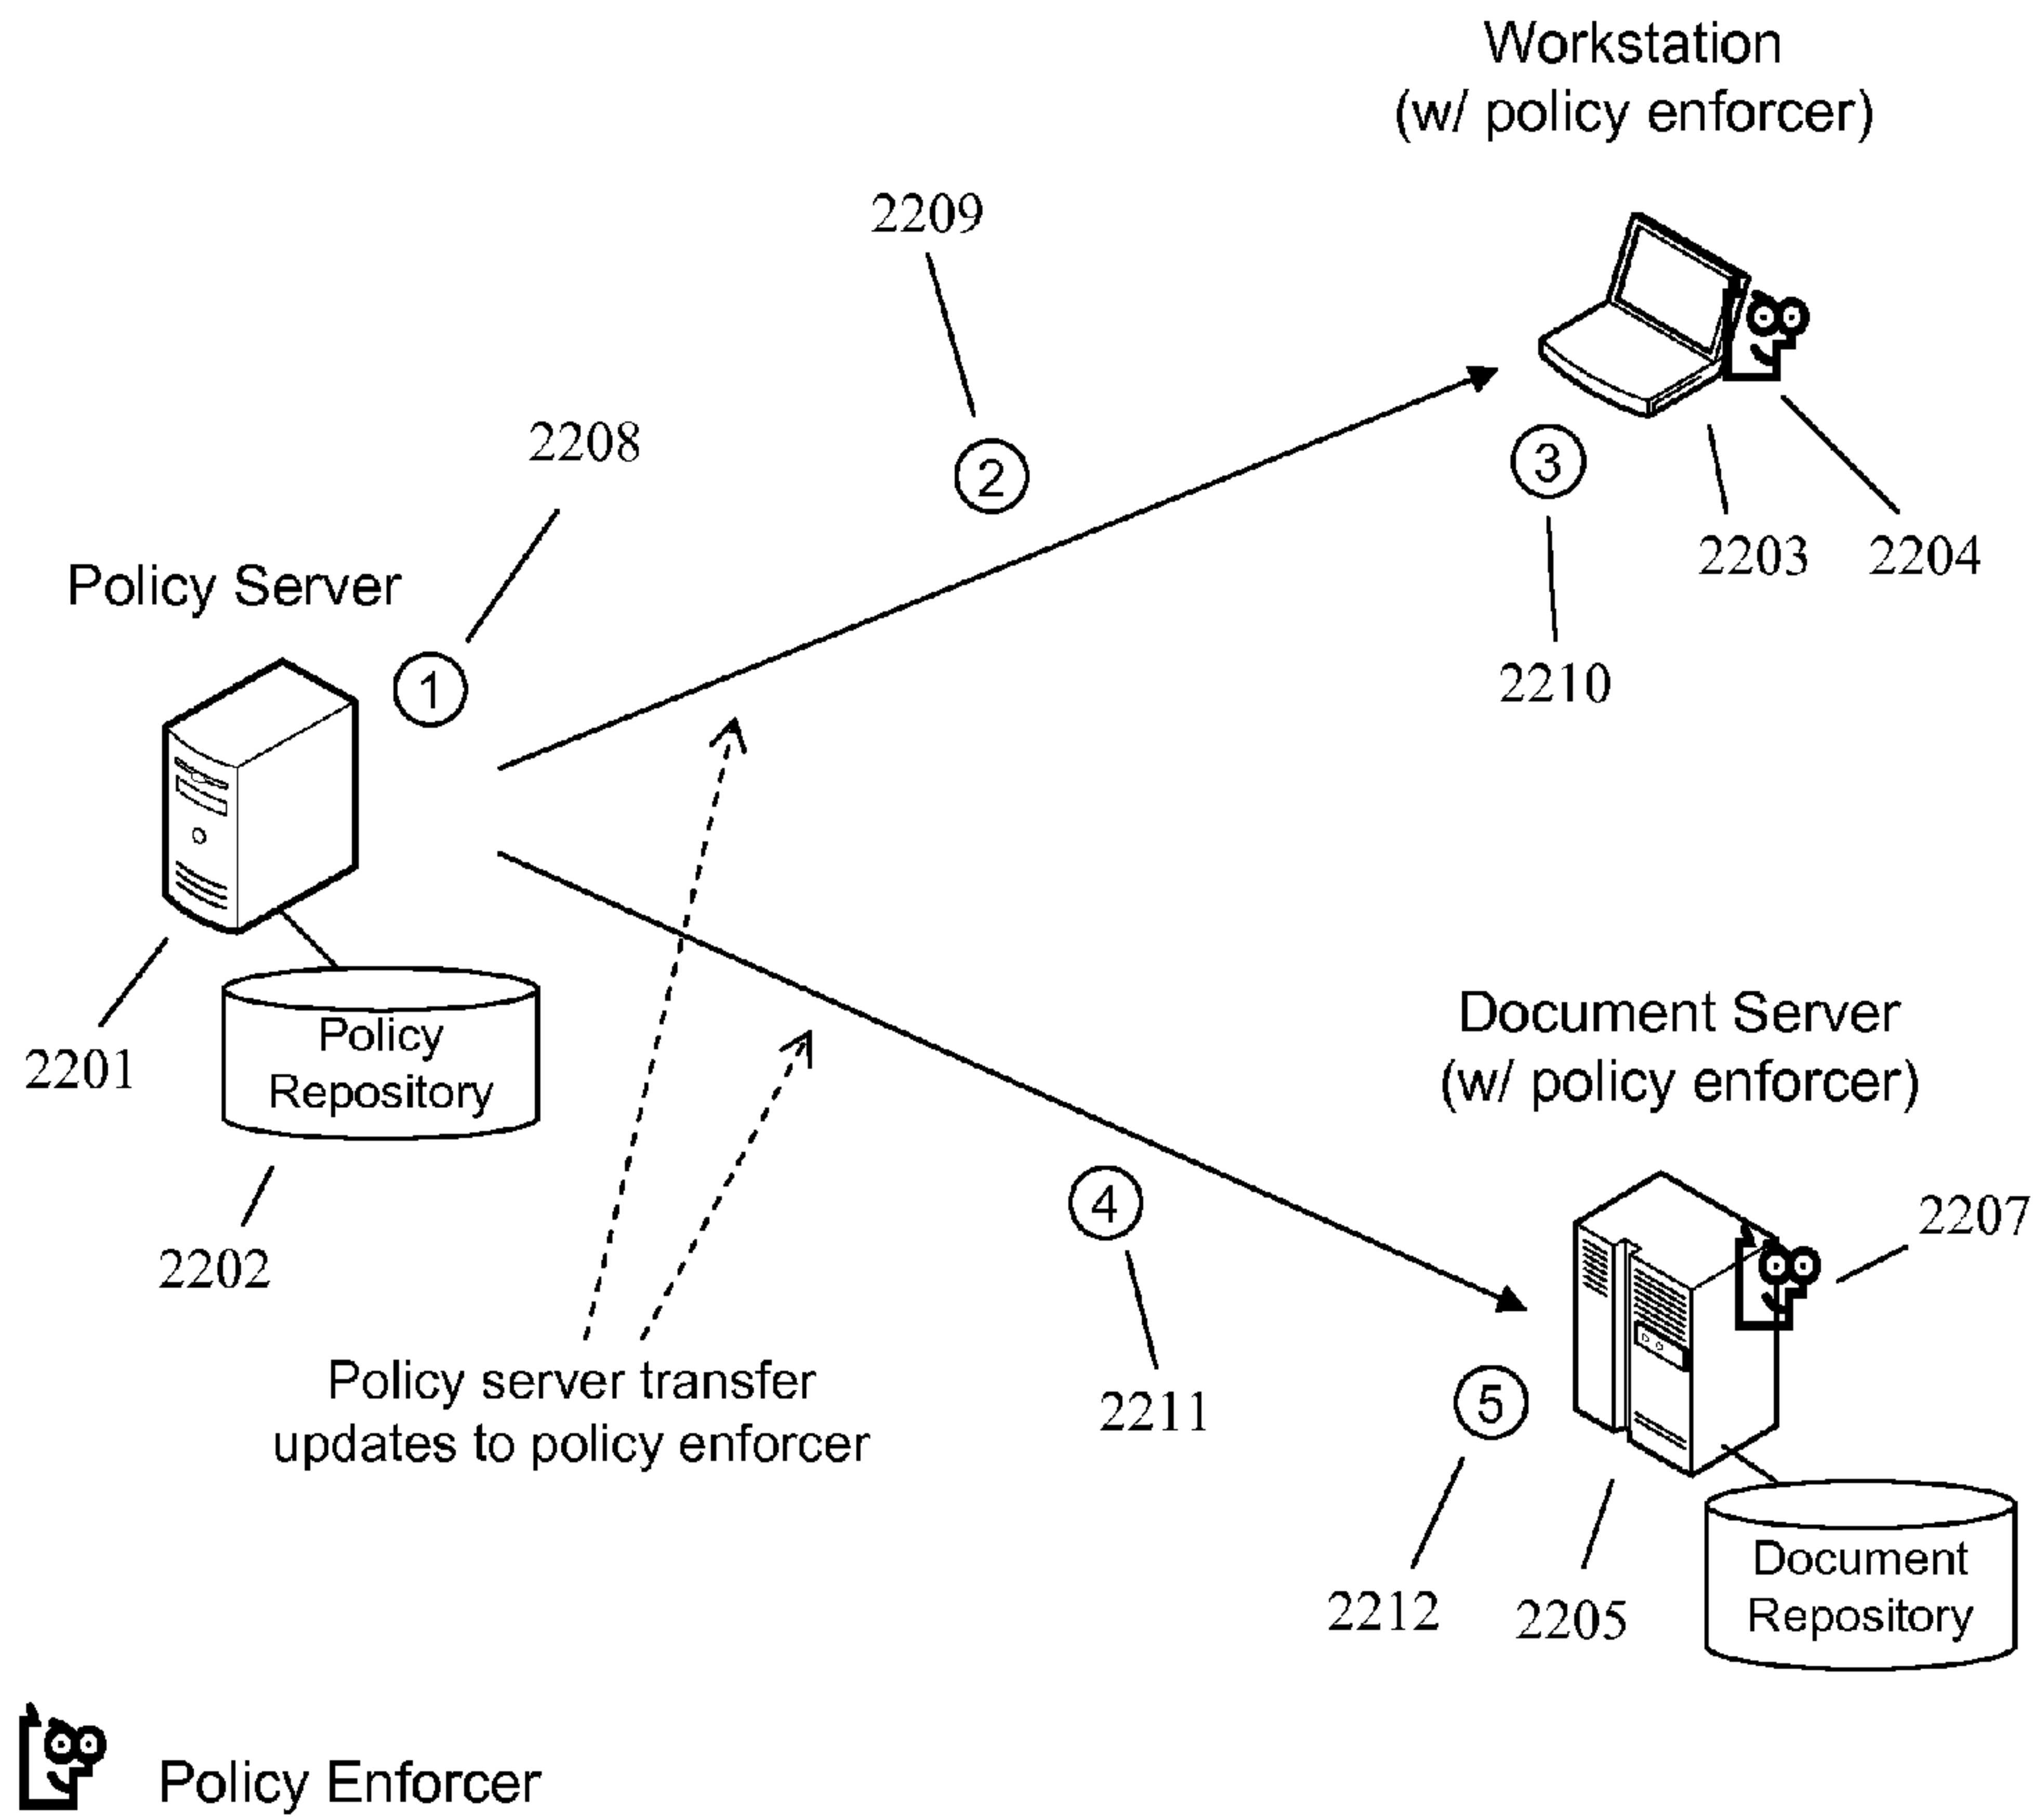 Workstation
(w/ policy enforcer)
2209
2208
2
3
2203
2204
Policy Server
1
2210
Document Server
(w/ policy enforcer)
Policy
Repository
2201
4
2207
2202
Policy server transfer
updates to policy enforcer
2211
5
2212
2205
Document
Repository
Policy Enforcer